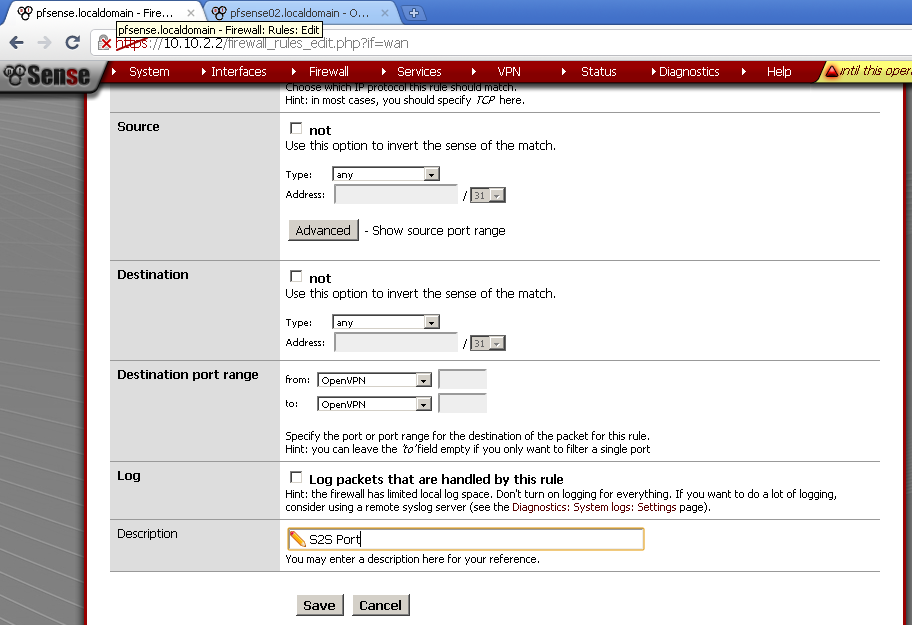 pfsense.localdomain - Fire...
pfsense02.localdomain - O...
pfsense.localdomain - Firewall: Rules: Edit
https://10.10.2.2/firewall_rules_edit.php?if=wan
Sense
System
Interfaces
Firewall
Services
VPN
Status
Diagnostics
Help
until this opera
Choose which IP protocol this rule should match.
Hint: in most cases, you should specify TCP here.
Source
not
Use this option to invert the sense of the match.
Type:
any
Address:
/
31
Advanced
- Show source port range
Destination
not
Use this option to invert the sense of the match.
Type:
any
Address:
/
31
Destination port range
from:
OpenVPN
to:
OpenVPN
Specify the port or port range for the destination of the packet for this rule.
Hint: you can leave the 'to' field empty if you only want to filter a single port
Log
Log packets that are handled by this rule
Hint: the firewall has limited local log space. Don't turn on logging for everything. If you want to do a lot of logging,
consider using a remote syslog server (see the Diagnostics: System logs: Settings page).
Description
S2S Port
You may enter a description here for your reference.
Save
Cancel